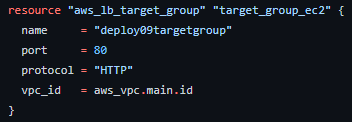 resource "aws_lb_target_group" "target_group_ec2" {
  name     = "deploy09targetgroup"
  port     = 80
  protocol = "HTTP"
  vpc_id   = aws_vpc.main.id
}